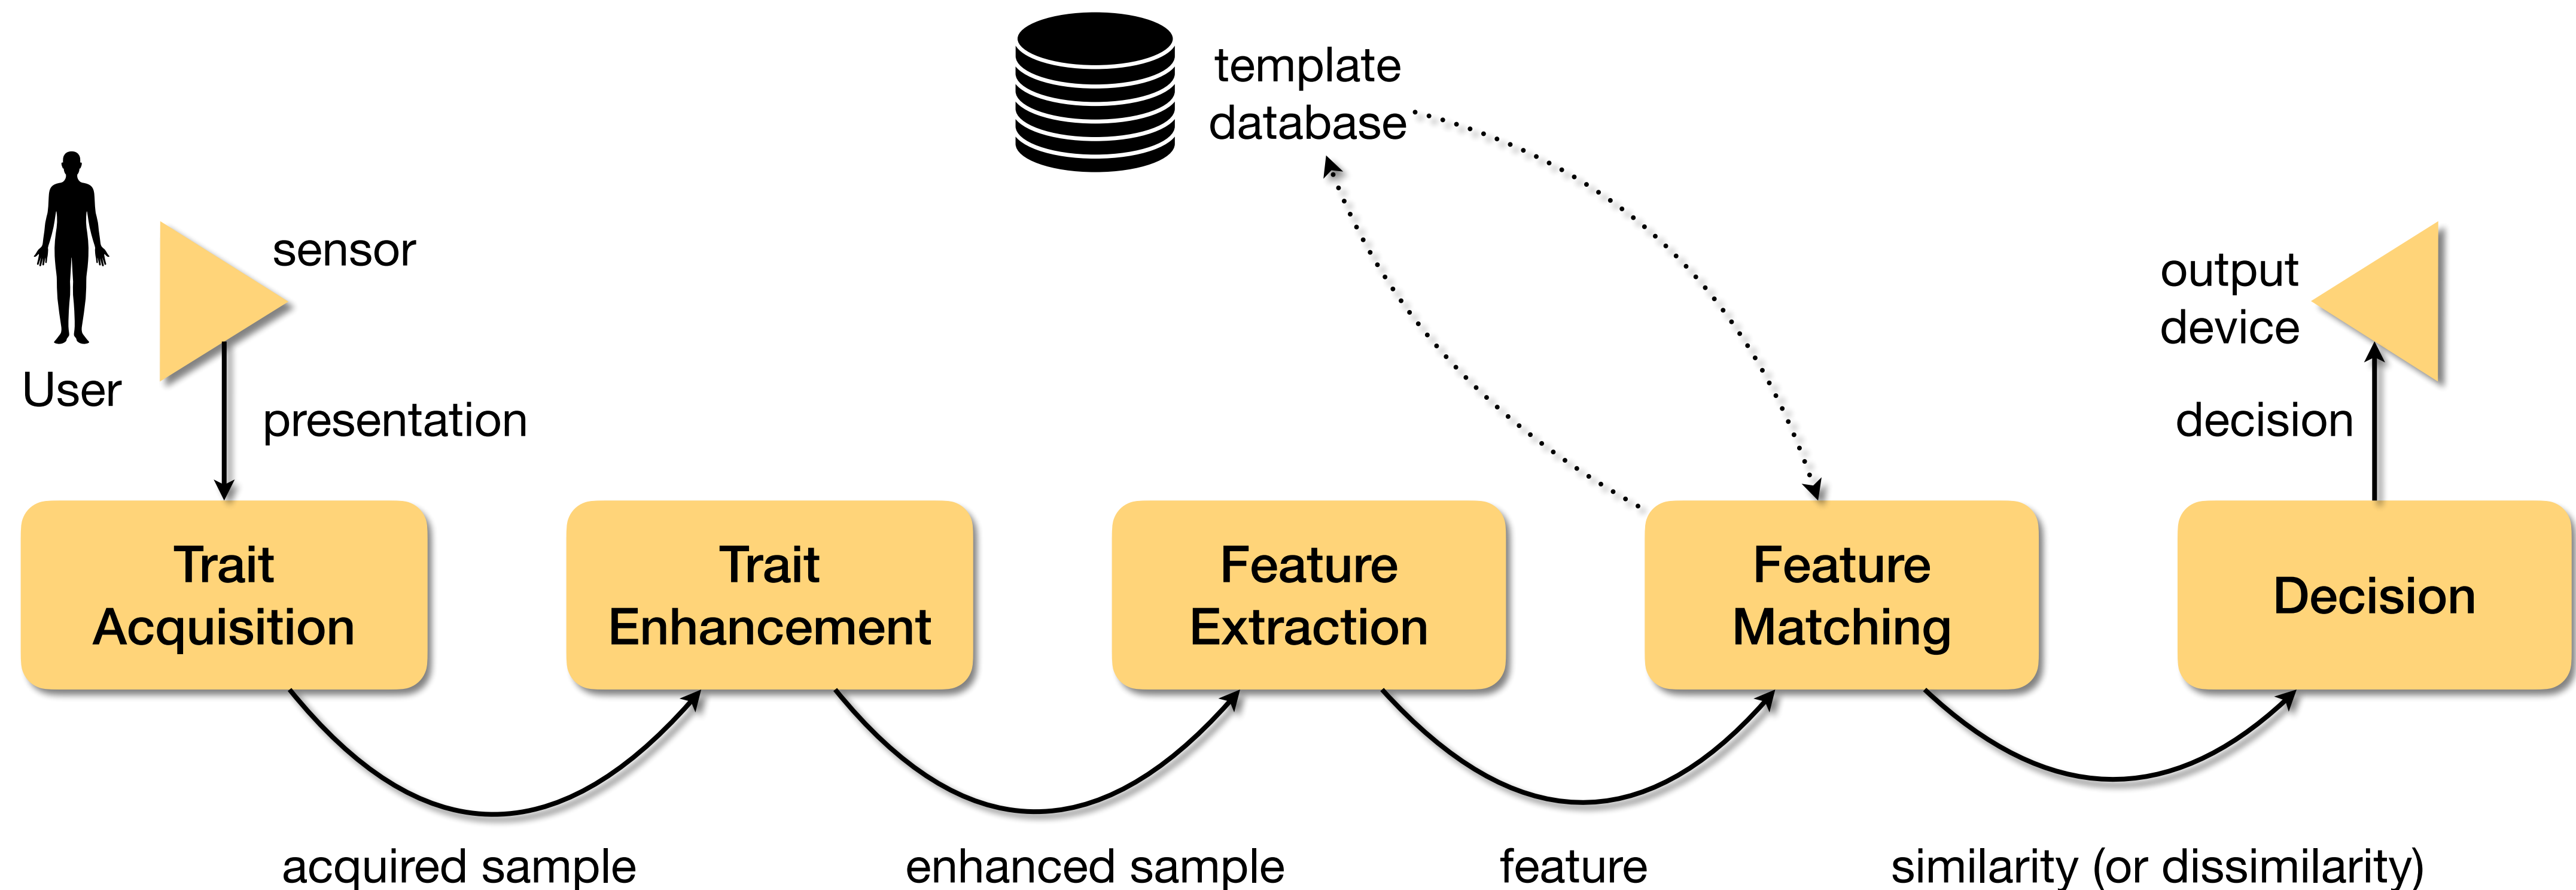 template
database
sensor
User
presentation
output
device
decision
Trait
Acquisition
Trait
Enhancement
Feature
Extraction
Feature
Matching
Decision
acquired sample
enhanced sample
feature
similarity (or dissimilarity)